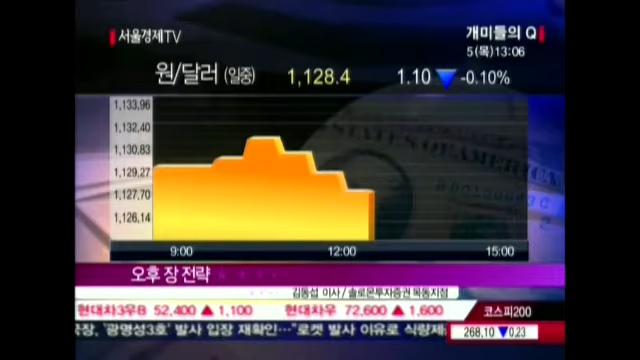 서울경제TV
개미들의 Q
5(목)13:06
원/달러 (일중) 1,128.4 1.10 ▼ -0.10%
1,133,96
1,132,40
1,130,83
1,129,27
1,127,70
1,126,14
9:00 12:00 15:00
오후 장 전략
김동섭 이사 / 솔로몬투자증권 목동지점
현대차3우B 52,400 ▲ 1,100 현대차우 72,600 ▲ 1,600
코스피200
장, '광명성3호' 발사 입장 재확인…"로켓 발사 이유로 식량제
268,10 ▼ 0,23
STATES OF AMERICA